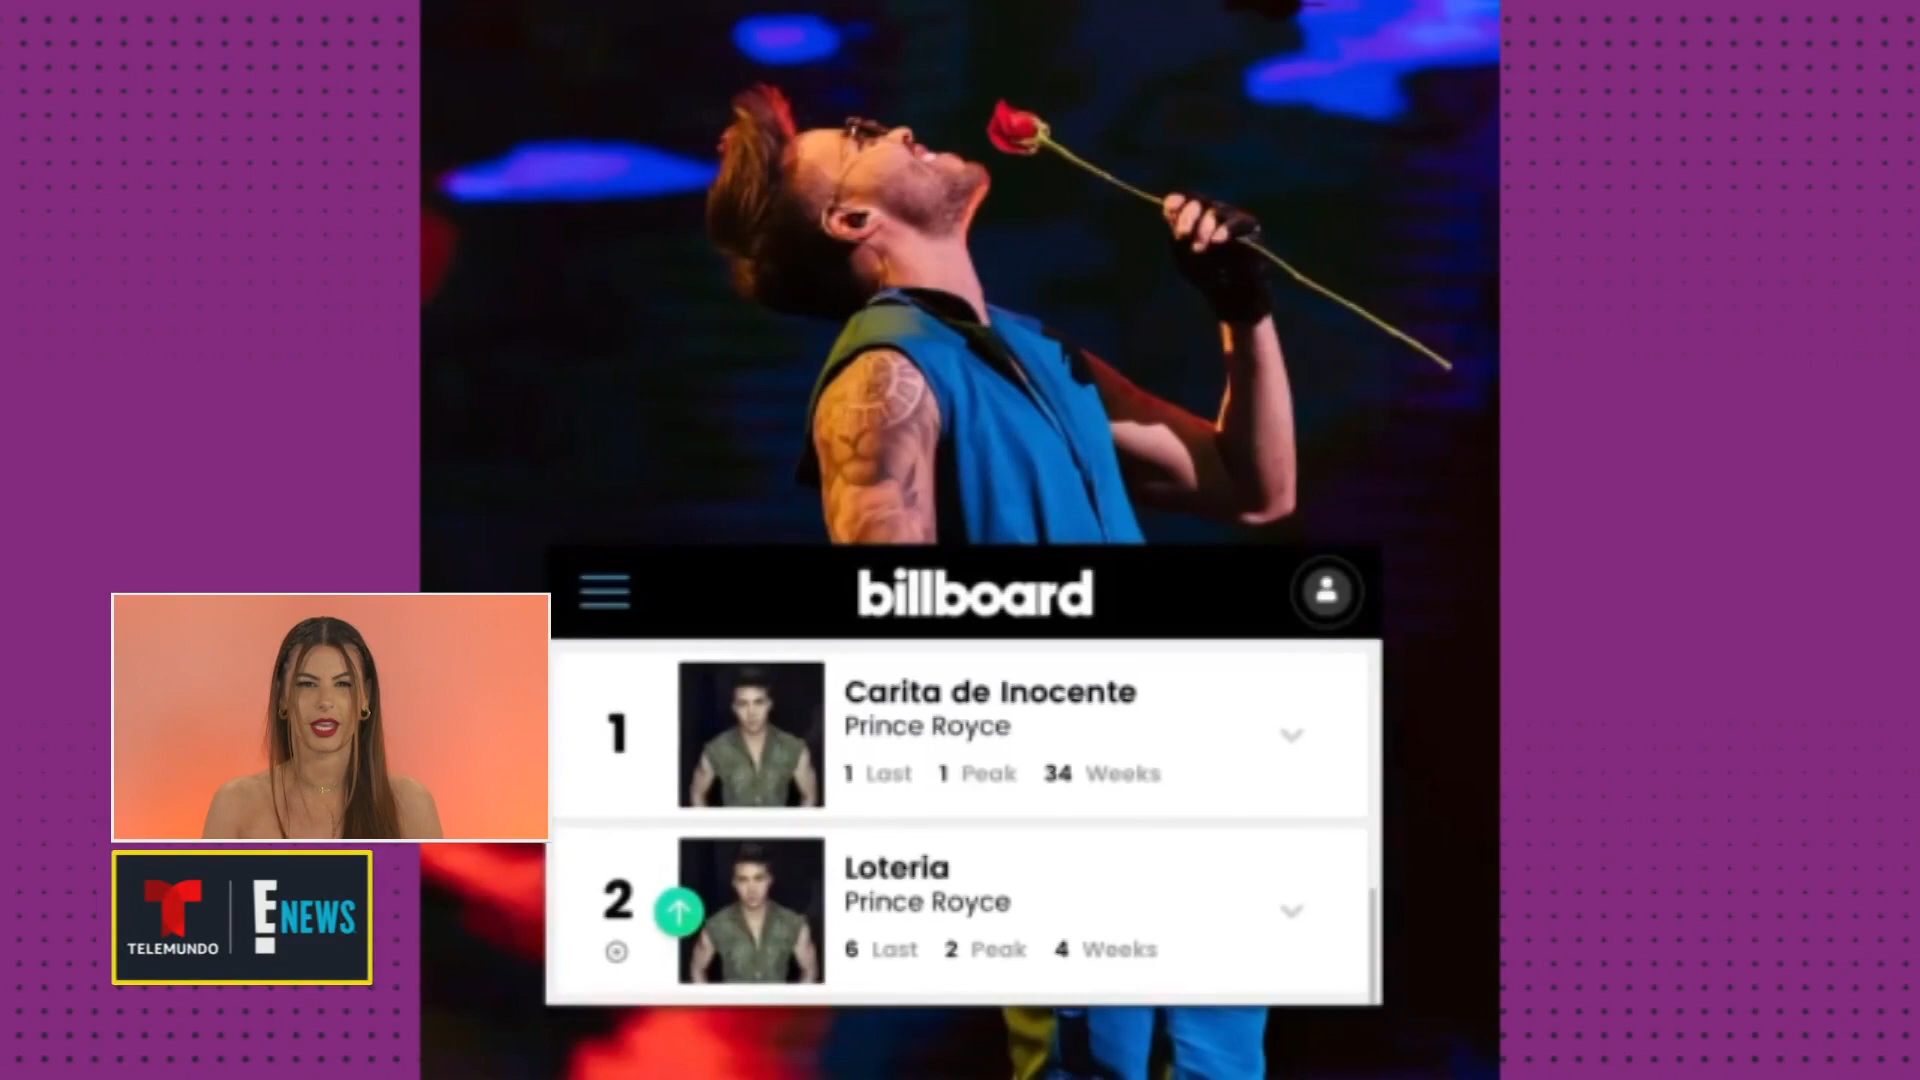 billboard
1
Carita de Inocente
Prince Royce
1 Last 1 Peak 34 Weeks
2
Loteria
Prince Royce
6 Last 2 Peak 4 Weeks
TELEMUNDO
E! NEWS